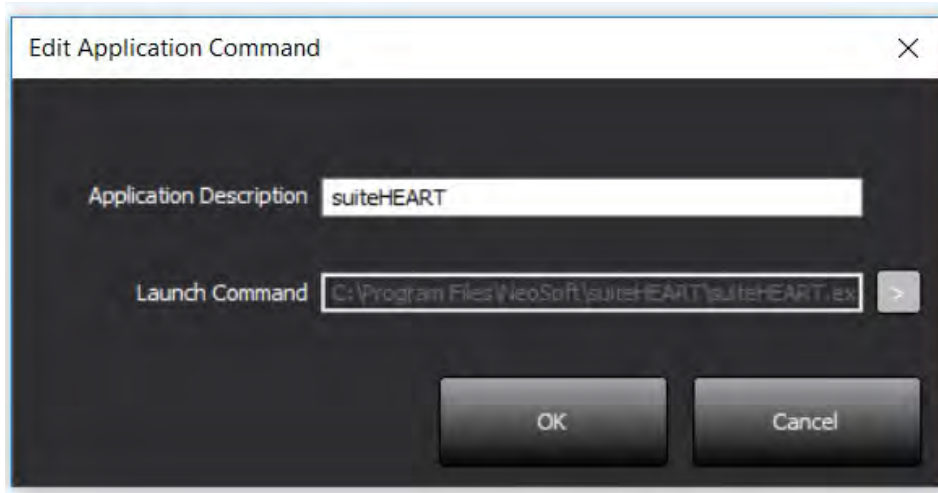 Edit Application Command
Application Description suiteHEART
Launch Command C:\Program Files\NeoSoft\suiteHEART\suiteHEART.ex >
OK Cancel